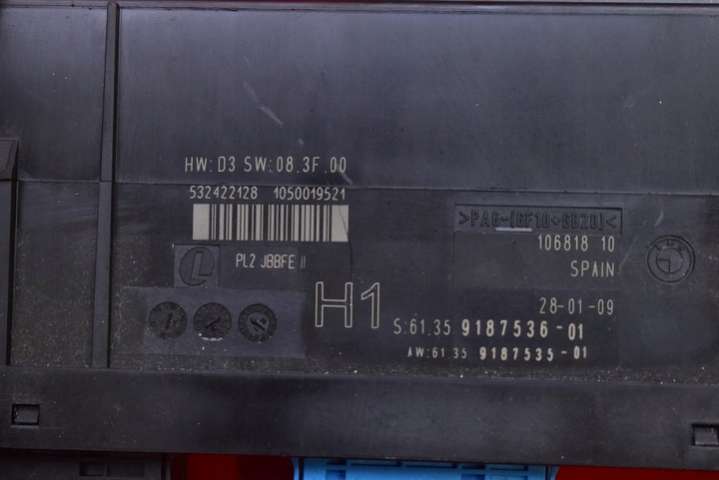 HW: D3 SW: 08.3F.00
532422128 1050019521
>PA6-(GF10+GB20)<
106818 10
PL2 JBBFE II
SPAIN
28-01-09
H1
S:61.35 9187536-01
AW:61 35 9187535-01